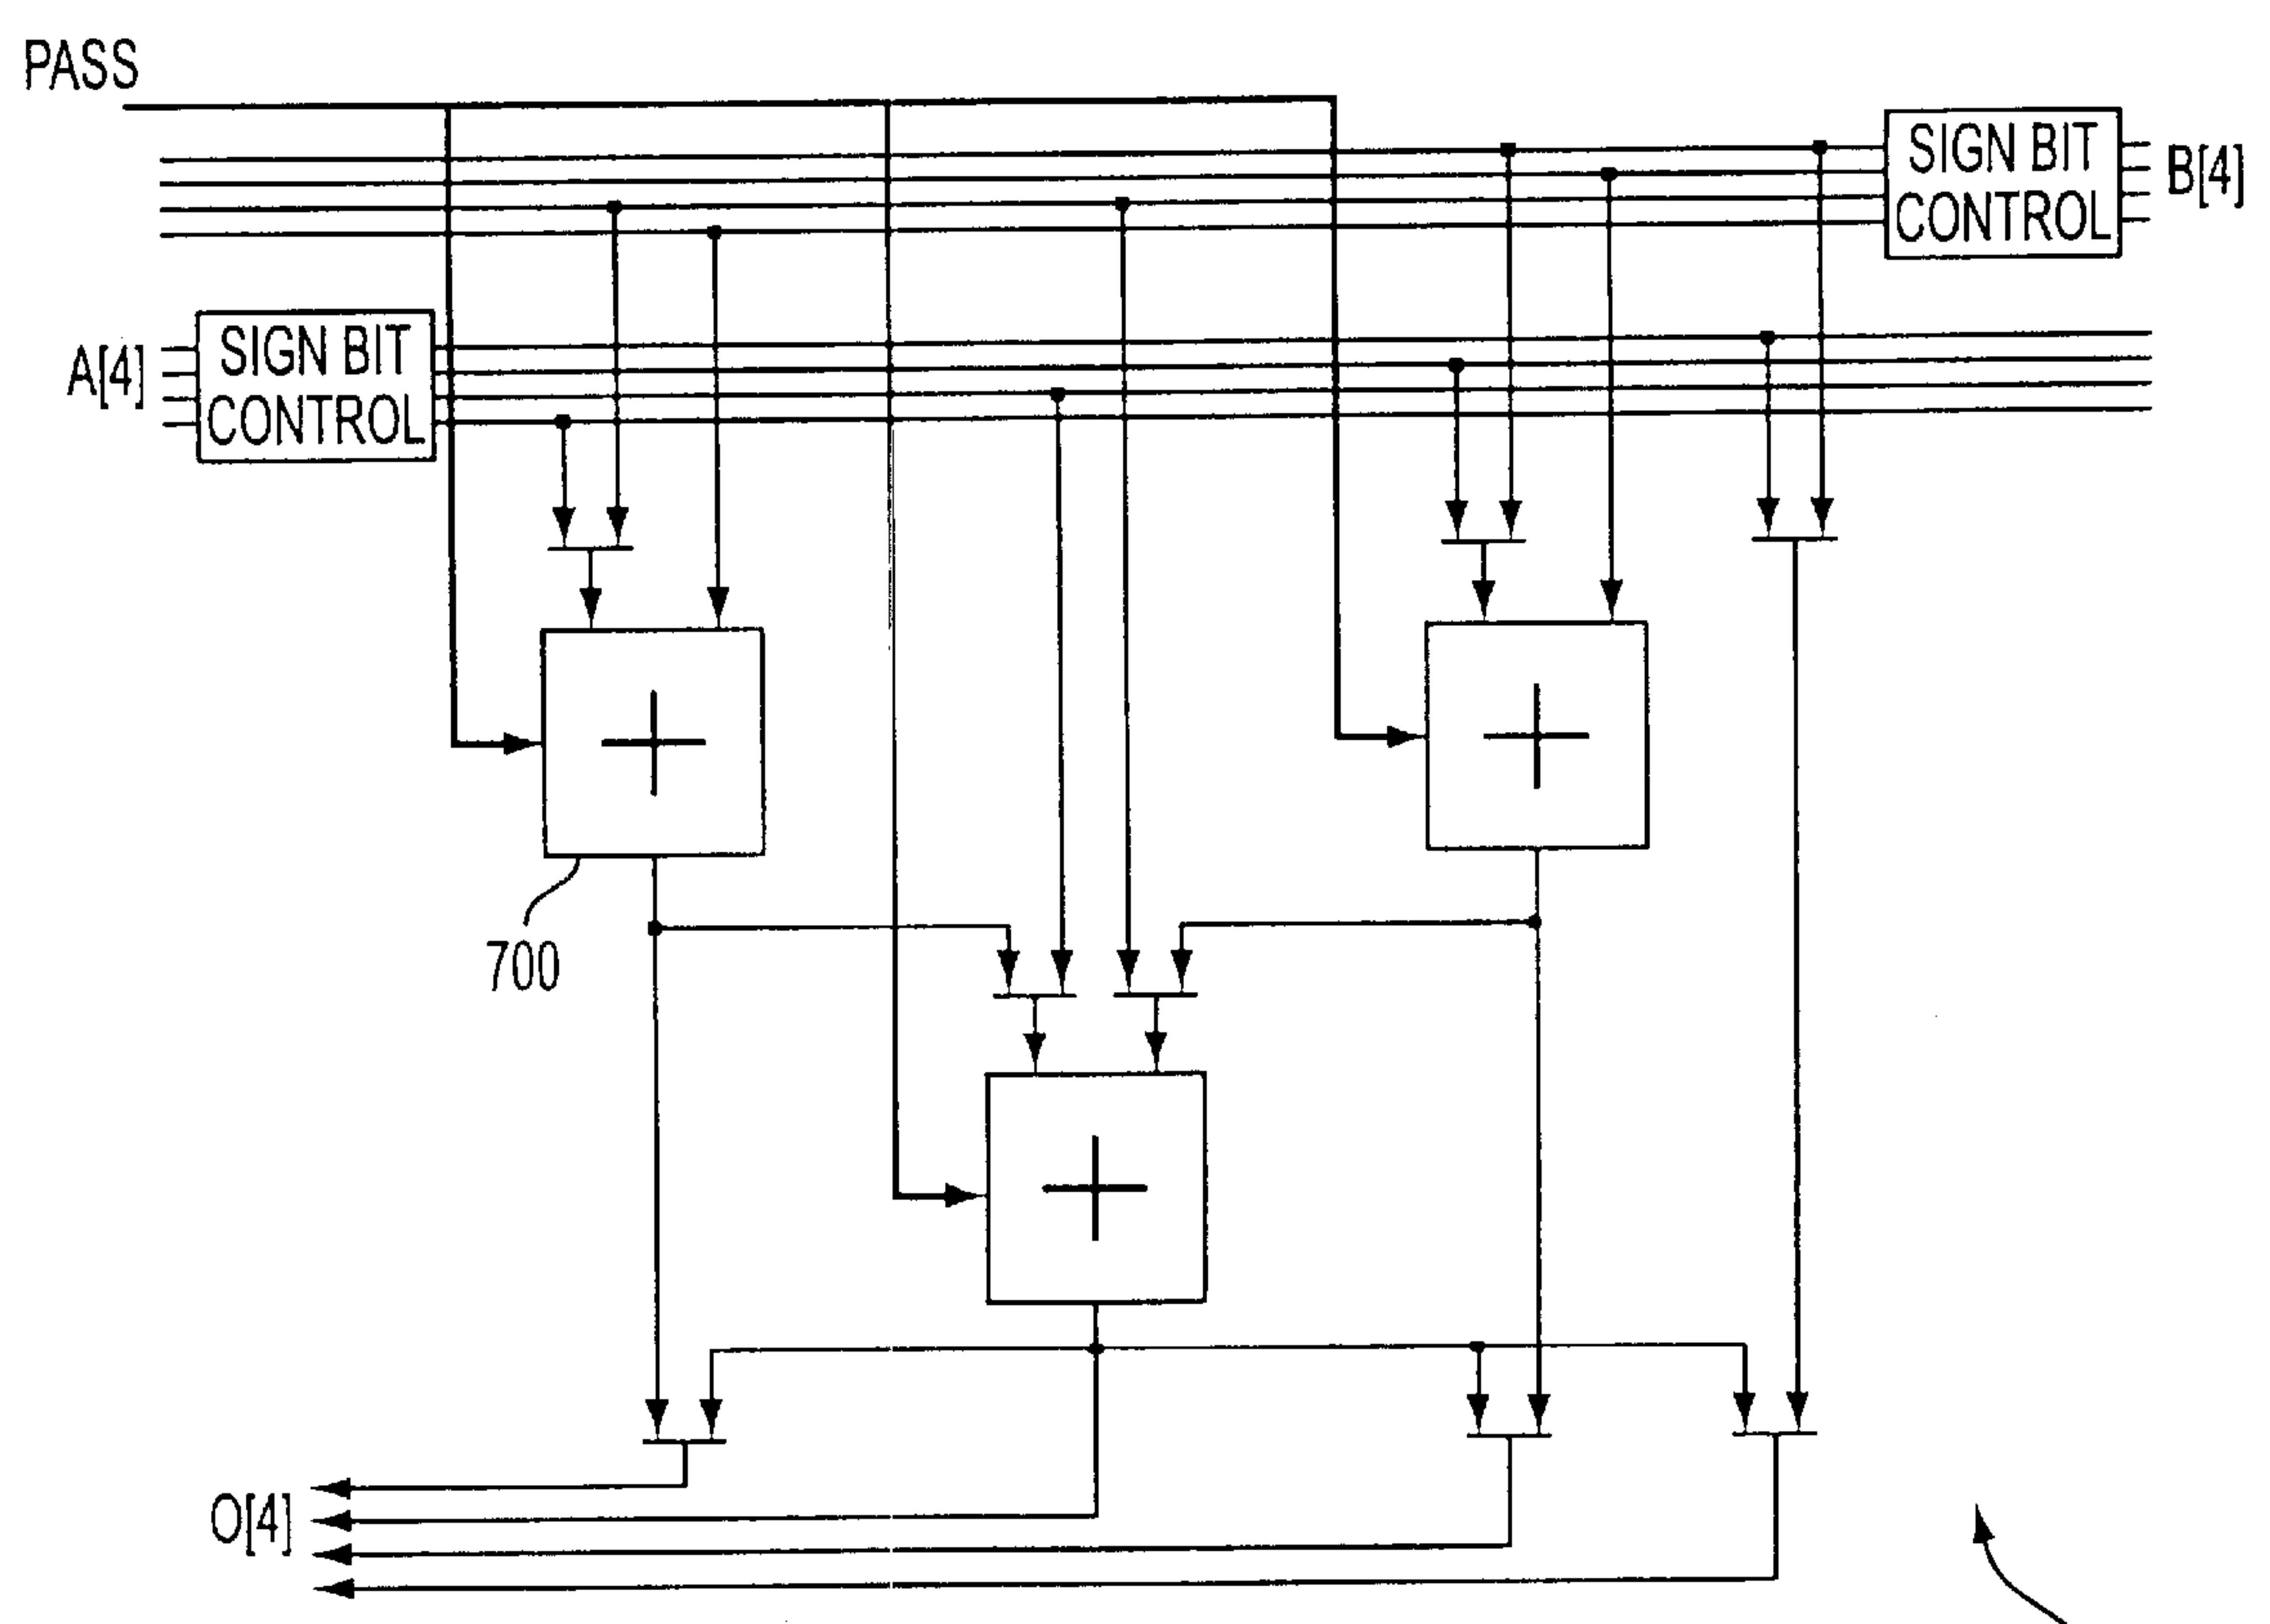 PASS
SIGN BIT
CONTROL
B[4]
A[4]
SIGN BIT
CONTROL
700
O[4]